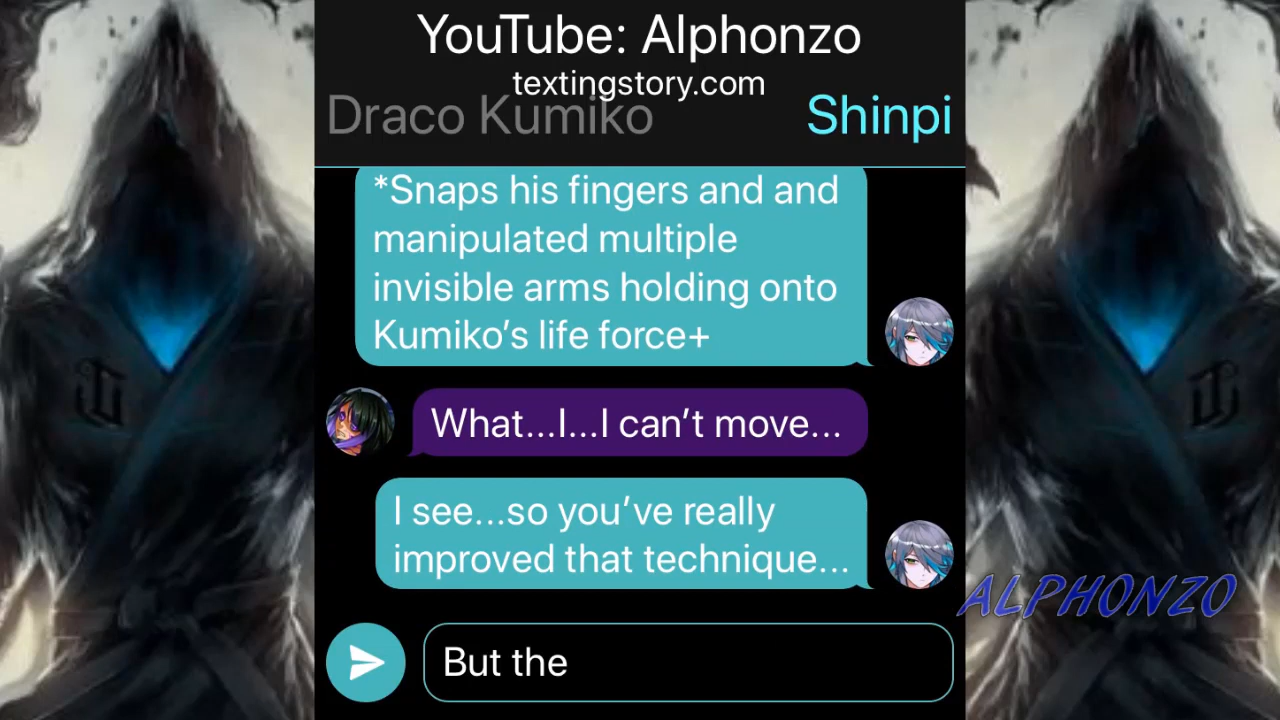 YouTube: Alphonzo
textingstory.com
Draco Kumiko
Shinpi
*Snaps his fingers and and
manipulated multiple
invisible arms holding onto
Kumiko’s life force+
What...I...I can’t move...
I see...so you’ve really
improved that technique...
ALPHONZO
But the